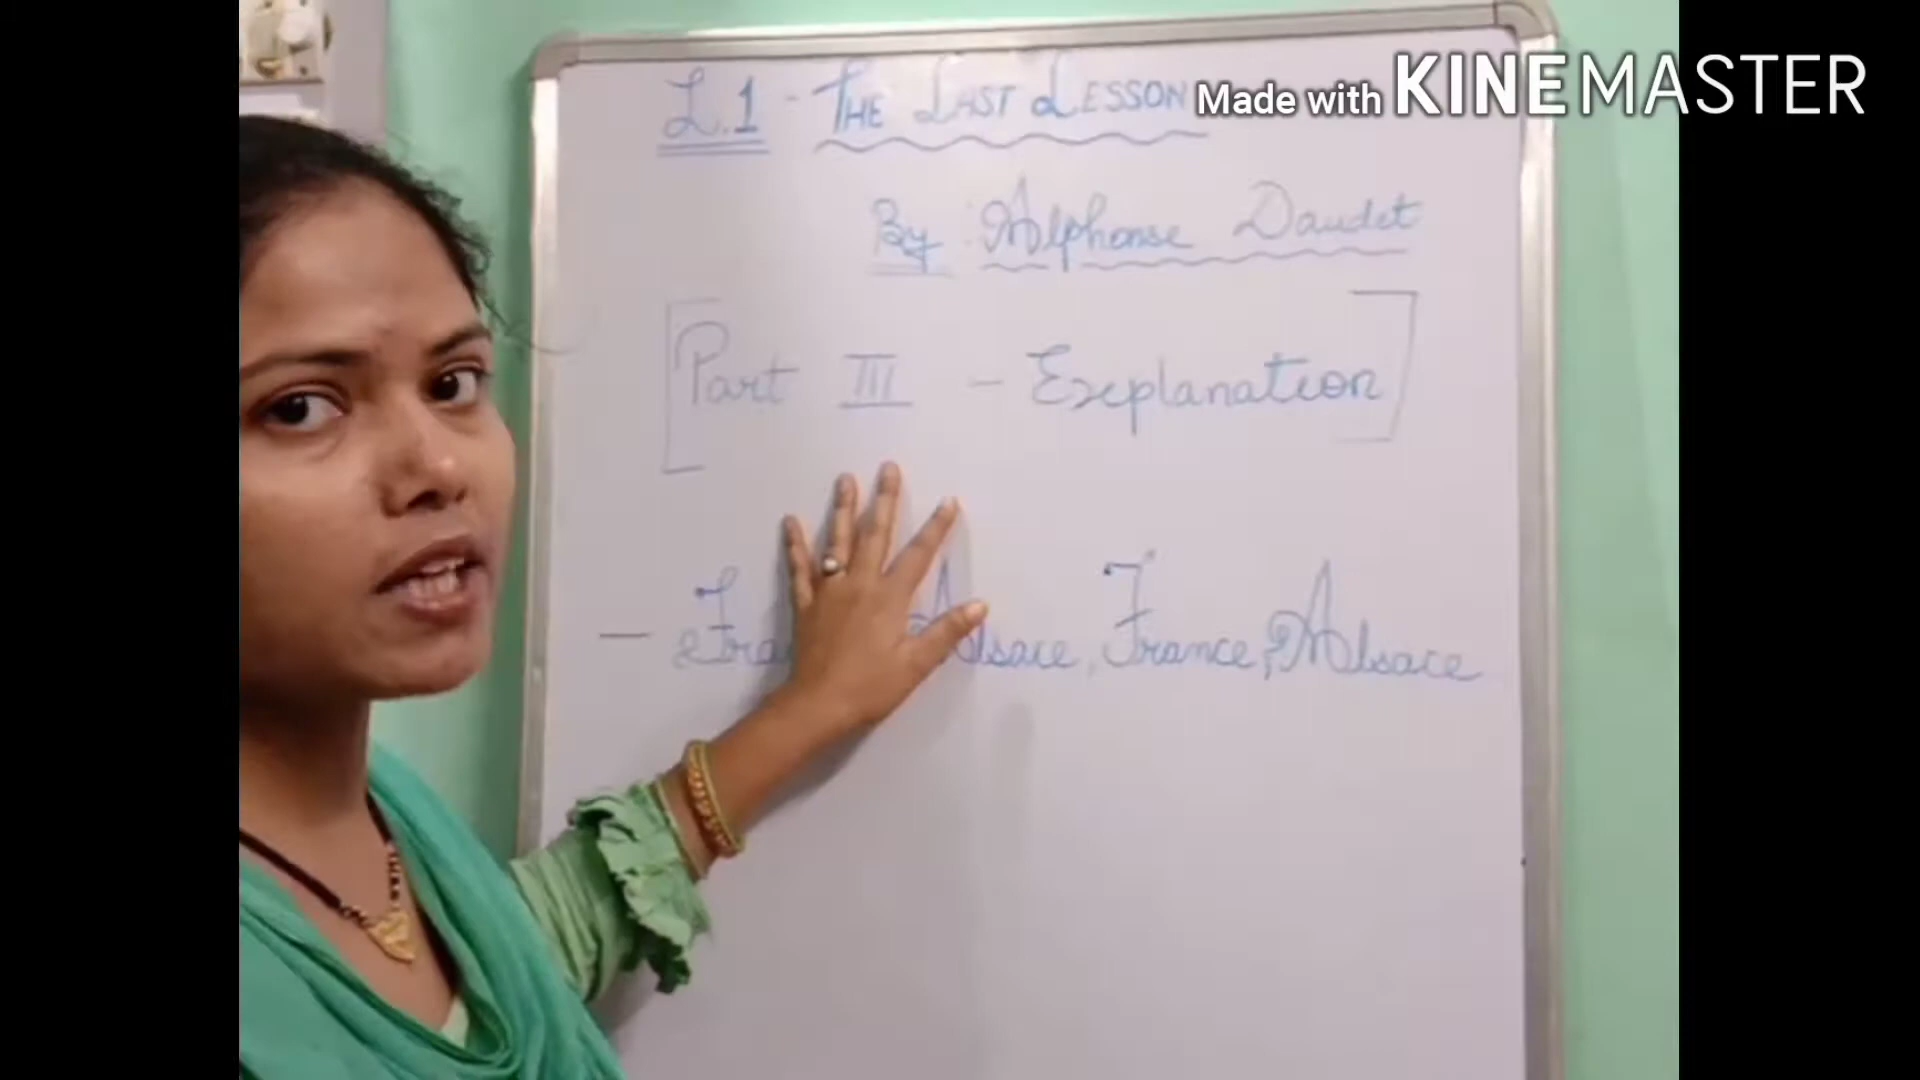 L.1 - THE LAST LESSON
Made with KINEMASTER
By : Alphonse Daudet
[Part III - Explanation]
- Alsace, France, Alsace